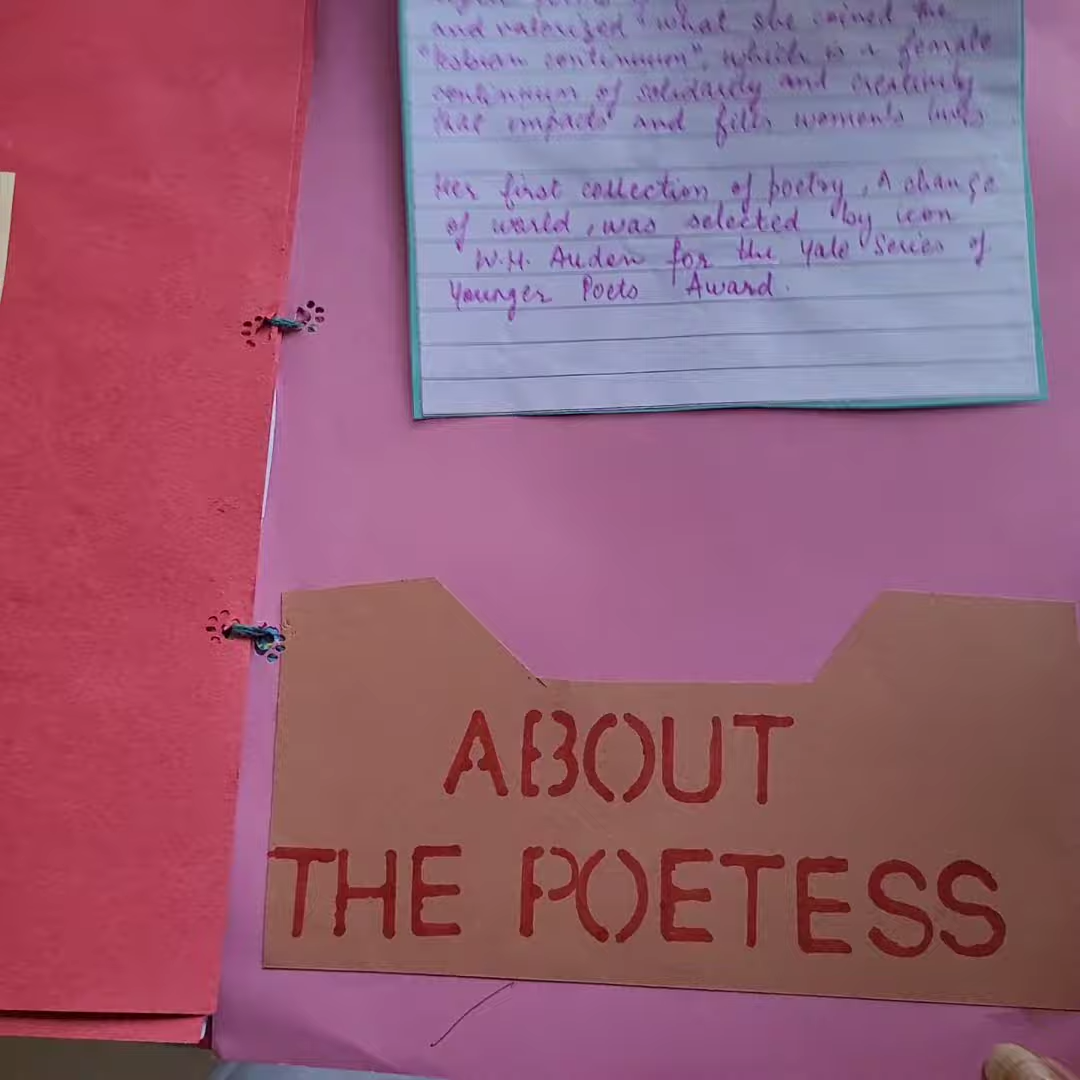 and valorized what she coined the
"lesbian continuum", which is a female
continuum of solidarity and creativity
that impacts and fills women's lives
Her first collection of poetry, A change
of world, was selected by icon
W.H. Auden for the Yale Series of
Younger Poets Award.
ABOUT
THE POETESS